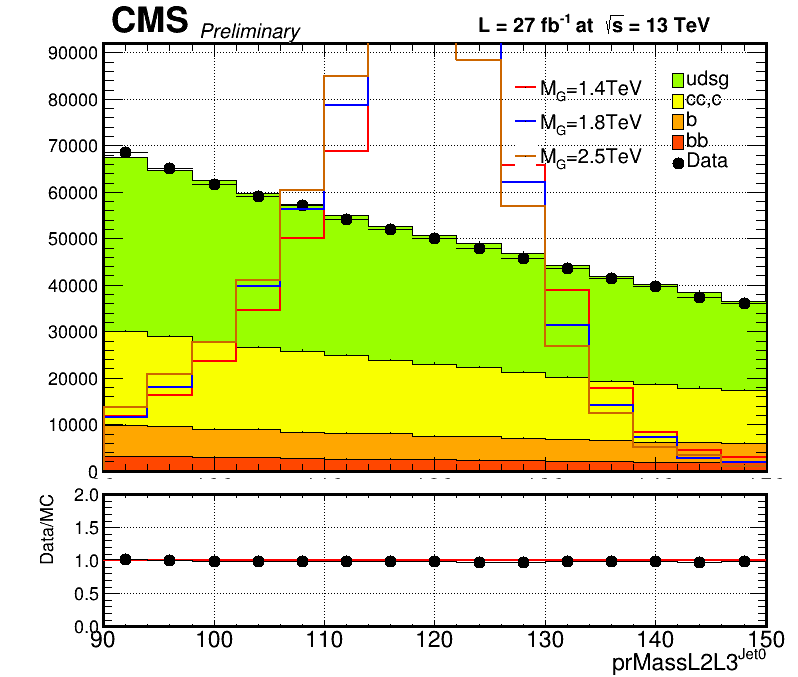 CMS Preliminary L = 27 fb⁻¹ at √s = 13 TeV
90000
80000
70000
60000
50000
40000
30000
20000
10000
0
M_G=1.4TeV
M_G=1.8TeV
M_G=2.5TeV
udsg
cc,c
b
bb
Data
Data/MC
2.0
1.5
1.0
0.5
0.0
90 100 110 120 130 140 150
prMassL2L3^Jet0